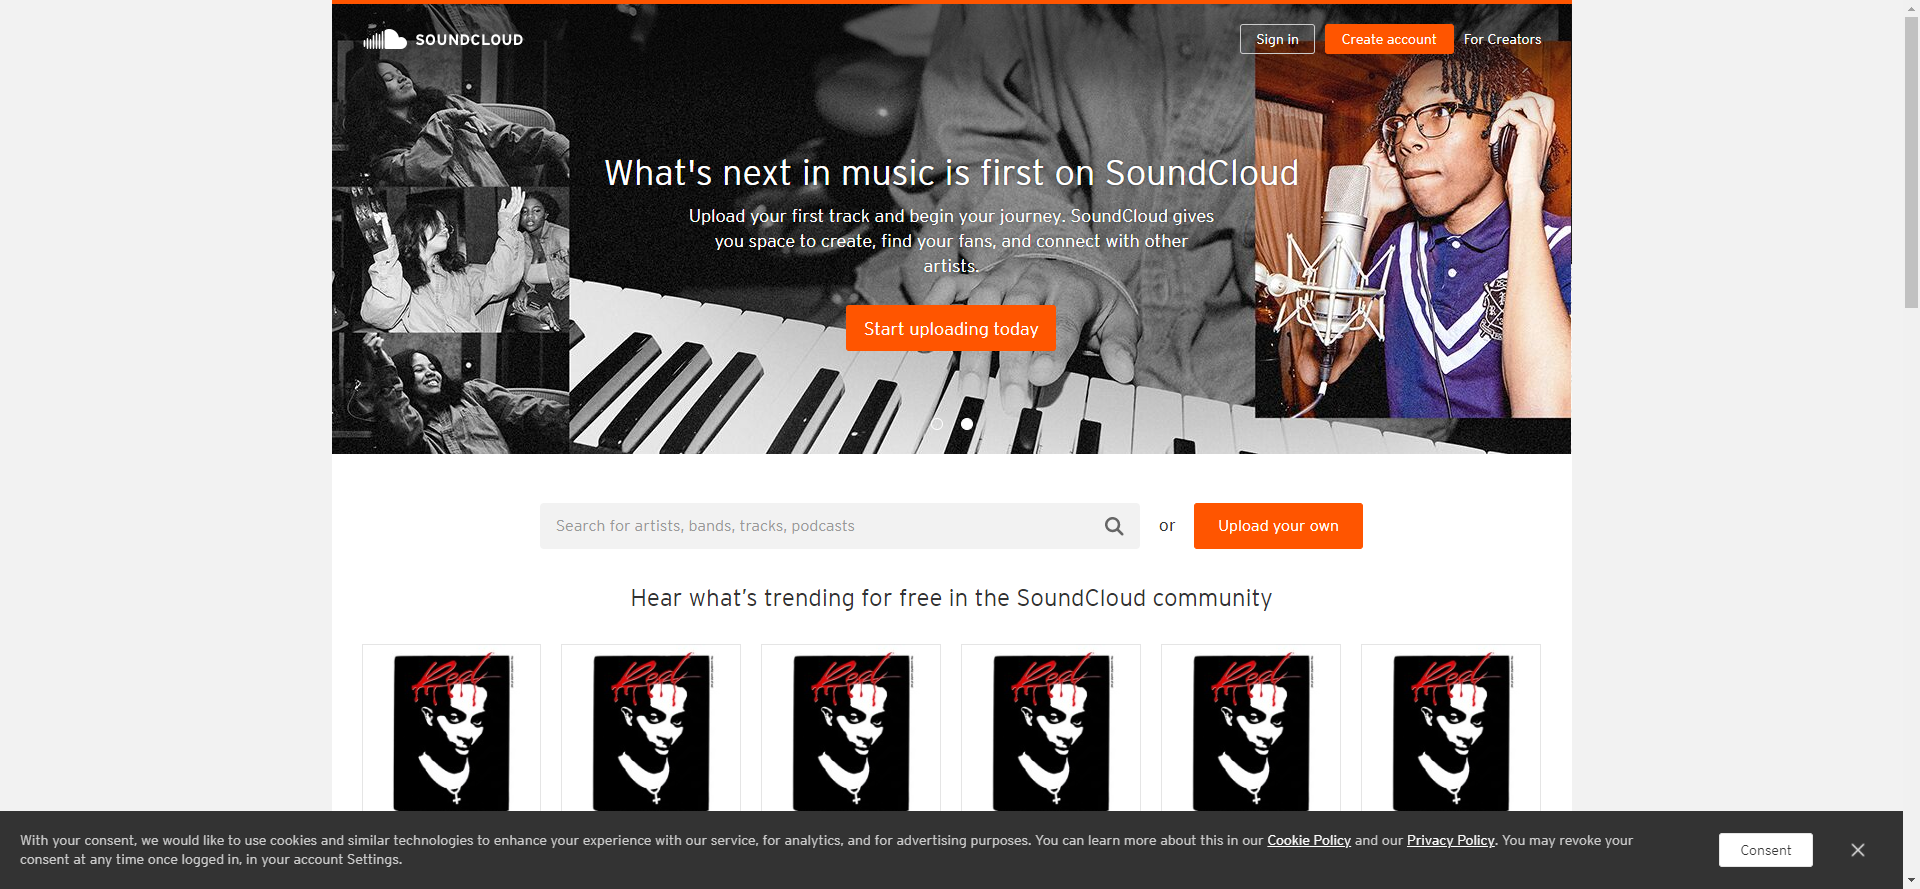 SOUNDCLOUD
Sign in
Create account
For Creators
What's next in music is first on SoundCloud
Upload your first track and begin your journey. SoundCloud gives
you space to create, find your fans, and connect with other
artists.
Start uploading today
Search for artists, bands, tracks, podcasts
or
Upload your own
Hear what’s trending for free in the SoundCloud community
Red
Red
Red
Red
Red
Red
With your consent, we would like to use cookies and similar technologies to enhance your experience with our service, for analytics, and for advertising purposes. You can learn more about this in our Cookie Policy and our Privacy Policy. You may revoke your
consent at any time once logged in, in your account Settings.
Consent